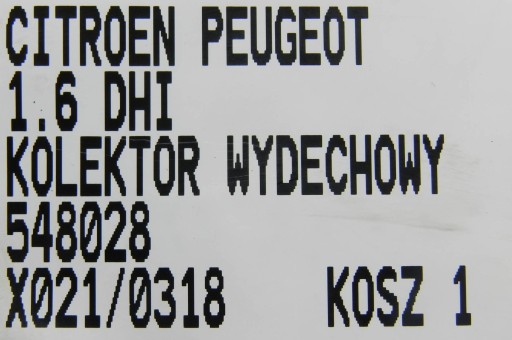 CITROEN PEUGEOT
1.6 DHI
KOLEKTOR WYDECHOWY
548028
X021/0318 KOSZ 1